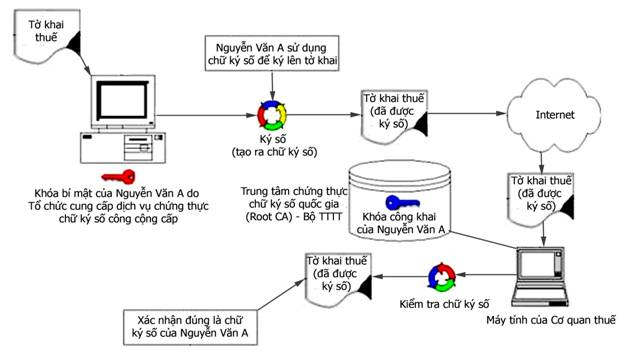 Tờ khai
thuế
Nguyễn Văn A sử dụng
chữ ký số để ký lên tờ khai
Ký số
(tạo ra chữ ký số)
Tờ khai thuế
(đã được
ký số)
Internet
Khóa bí mật của Nguyễn Văn A do
Tổ chức cung cấp dịch vụ chứng thực
chữ ký số công cộng cấp
Trung tâm chứng thực
chữ ký số quốc gia
(Root CA) - Bộ TTTT
Khóa công khai
của Nguyễn Văn A
Tờ khai thuế
(đã được
ký số)
Máy tính của Cơ quan thuế
Kiểm tra chữ ký số
Tờ khai thuế
(đã được
ký số)
Xác nhận đúng là chữ
ký số của Nguyễn Văn A